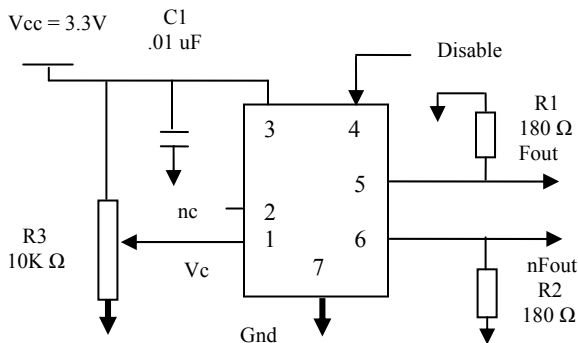 Vcc = 3.3V
C1
.01 uF
Disable
3
4
R1
180 Ω
Fout
5
nc
2
R3
10K Ω
1
6
Vc
7
nFout
R2
180 Ω
Gnd